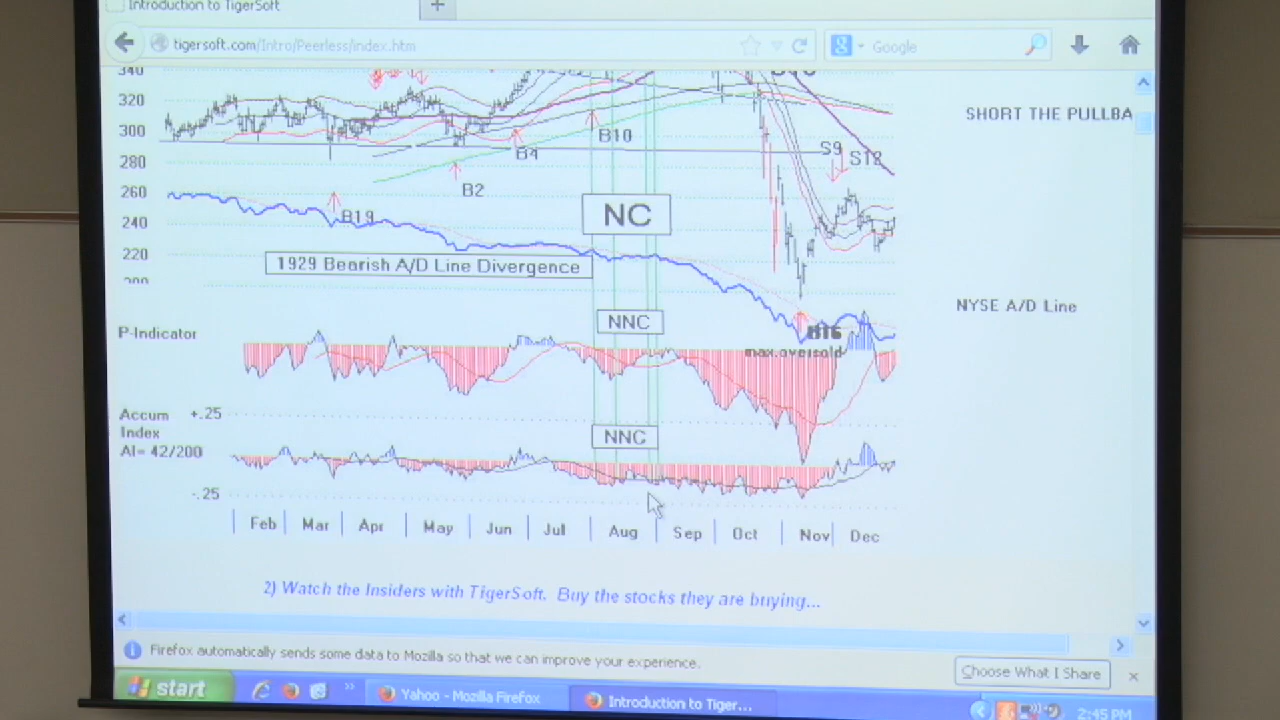 Introduction to TigerSoft
+
tigersoft.com/Intro/Peerless/index.htm
Google
340
320
300
280
260
240
220
200
B10
B4
B2
B19
S9
S12
SHORT THE PULLBA
NC
1929 Bearish A/D Line Divergence
NYSE A/D Line
NNC
P-Indicator
max.oversold
Accum
Index
AI= 42/200
+.25
-.25
NNC
Feb Mar Apr May Jun Jul Aug Sep Oct Nov Dec
2) Watch the Insiders with TigerSoft. Buy the stocks they are buying...
Firefox automatically sends some data to Mozilla so that we can improve your experience.
Choose What I Share
start
Yahoo - Mozilla Firefox
Introduction to Tiger...
2:45 PM